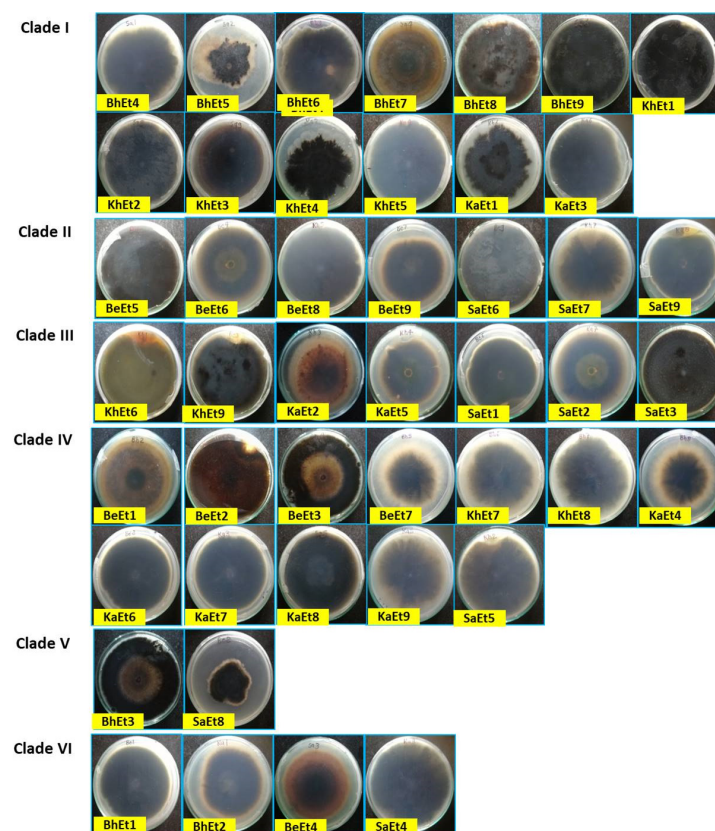 Clade I
BhEt4 BhEt5 BhEt6 BhEt7 BhEt8 BhEt9 KhEt1
KhEt2 KhEt3 KhEt4 KhEt5 KaEt1 KaEt3
Clade II
BeEt5 BeEt6 BeEt8 BeEt9 SaEt6 SaEt7 SaEt9
Clade III
KhEt6 KhEt9 KaEt2 KaEt5 SaEt1 SaEt2 SaEt3
Clade IV
BeEt1 BeEt2 BeEt3 BeEt7 KhEt7 KhEt8 KaEt4
KaEt6 KaEt7 KaEt8 KaEt9 SaEt5
Clade V
BhEt3 SaEt8
Clade VI
BhEt1 BhEt2 BeEt4 SaEt4